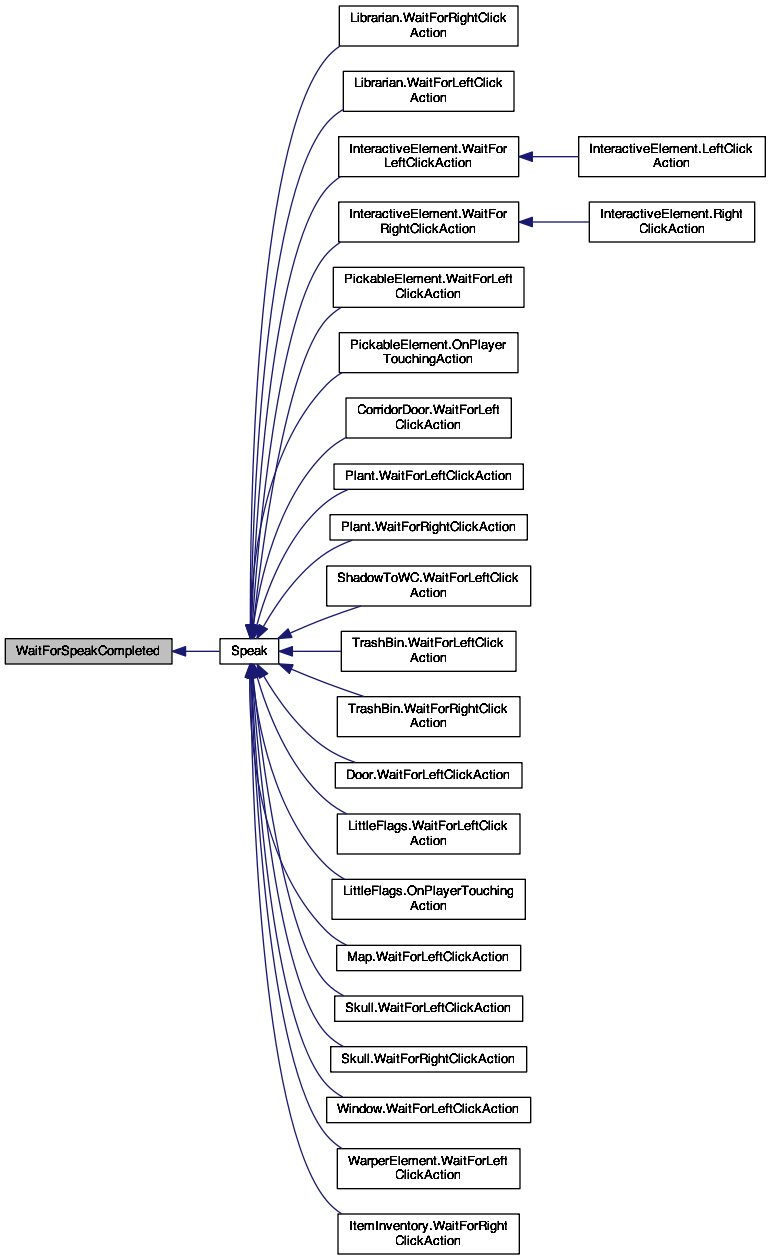 Librarian.WaitForRightClick
Action
Librarian.WaitForLeftClick
Action
InteractiveElement.WaitFor
LeftClickAction
InteractiveElement.LeftClick
Action
InteractiveElement.WaitFor
RightClickAction
InteractiveElement.Right
ClickAction
PickableElement.WaitForLeft
ClickAction
PickableElement.OnPlayer
TouchingAction
CorridorDoor.WaitForLeft
ClickAction
Plant.WaitForLeftClickAction
Plant.WaitForRightClickAction
ShadowToWC.WaitForLeftClick
Action
WaitForSpeakCompleted
Speak
TrashBin.WaitForLeftClick
Action
TrashBin.WaitForRightClick
Action
Door.WaitForLeftClickAction
LittleFlags.WaitForLeftClick
Action
LittleFlags.OnPlayerTouching
Action
Map.WaitForLeftClickAction
Skull.WaitForLeftClickAction
Skull.WaitForRightClickAction
Window.WaitForLeftClickAction
WarperElement.WaitForLeft
ClickAction
ItemInventory.WaitForRight
ClickAction